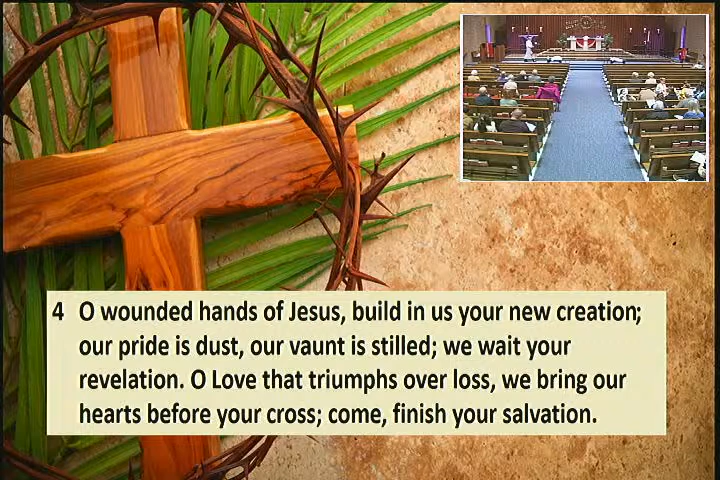 4 O wounded hands of Jesus, build in us your new creation;
our pride is dust, our vaunt is stilled; we wait your
revelation. O Love that triumphs over loss, we bring our
hearts before your cross; come, finish your salvation.